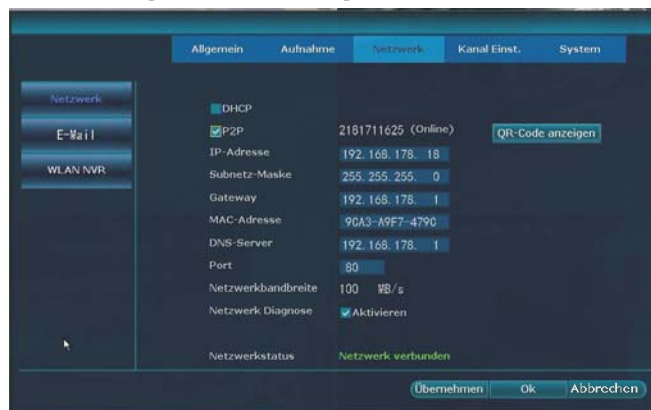 Allgemein Aufnahme Netzwerk Kanal Einst. System
Netzwerk
E-Mail
WLAN NVR
DHCP
P2P 2181711625 (Online) QR-Code anzeigen
IP-Adresse 192.168.178. 18
Subnetz-Maske 255.255.255. 0
Gateway 192.168.178. 1
MAC-Adresse 9CA3-A9F7-479C
DNS-Server 192.168.178. 1
Port 80
Netzwerkbandbreite 100 MB/s
Netzwerk Diagnose Aktivieren
Netzwerkstatus Netzwerk verbunden
Übernehmen Ok Abbrechen